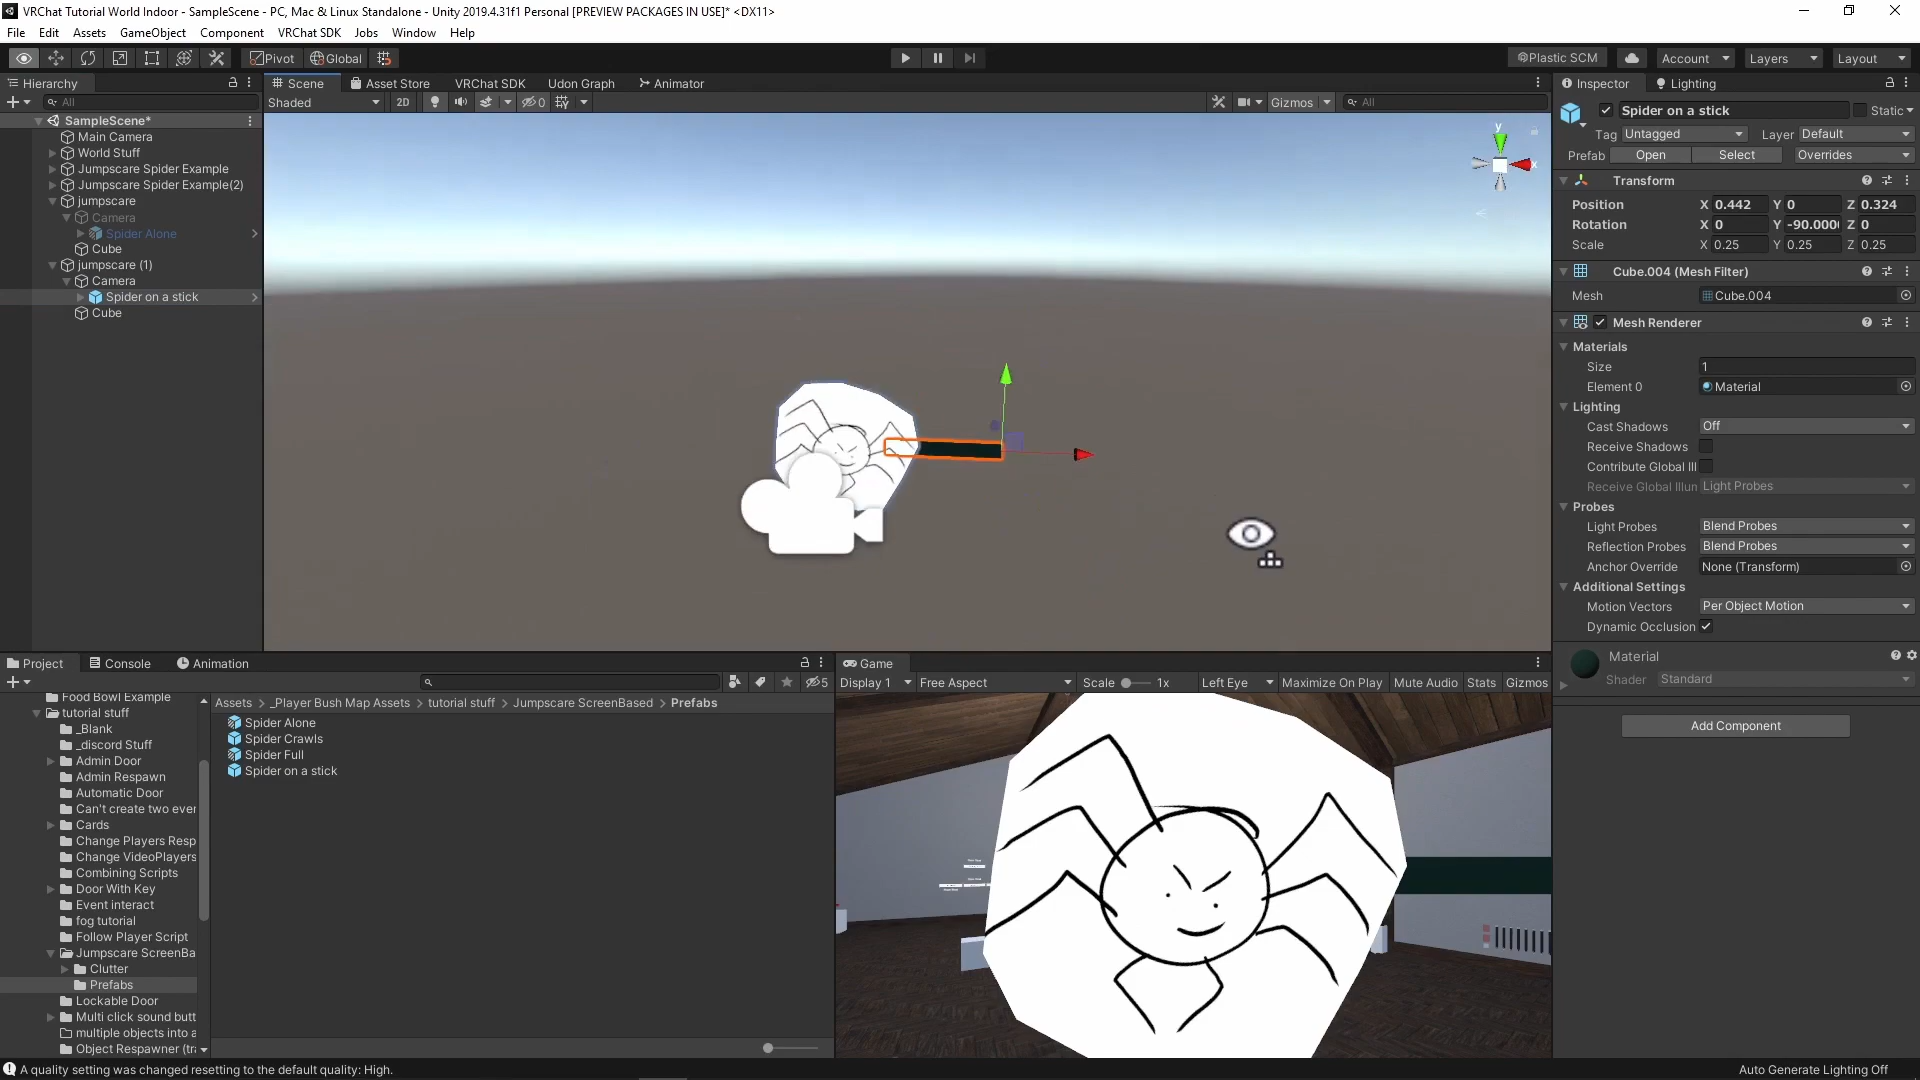 VRChat Tutorial World Indoor - SampleScene - PC, Mac & Linux Standalone - Unity 2019.4.31f1 Personal [PREVIEW PACKAGES IN USE]* <DX11>
File Edit Assets GameObject Component VRChat SDK Jobs Window Help
Pivot Global Plastic SCM Account Layers Layout
Hierarchy Scene Asset Store VRChat SDK Udon Graph Animator Inspector Lighting
All Shaded 2D 0 Gizmos All
SampleScene*
Main Camera
World Stuff
Jumpscare Spider Example
Jumpscare Spider Example(2)
jumpscare
Camera
Spider Alone
Cube
jumpscare (1)
Camera
Spider on a stick
Cube
y
x
Spider on a stick Static
Tag Untagged Layer Default
Prefab Open Select Overrides
Transform
Position X 0.442 Y 0 Z 0.324
Rotation X 0 Y -90.000 Z 0
Scale X 0.25 Y 0.25 Z 0.25
Cube.004 (Mesh Filter)
Mesh Cube.004
Mesh Renderer
Materials
Size 1
Element 0 Material
Lighting
Cast Shadows Off
Receive Shadows
Contribute Global Ill
Receive Global Illun Light Probes
Probes
Light Probes Blend Probes
Reflection Probes Blend Probes
Anchor Override None (Transform)
Additional Settings
Motion Vectors Per Object Motion
Dynamic Occlusion
Material
Shader Standard
Add Component
Project Console Animation
5
Food Bowl Example
tutorial stuff
_Blank
_discord Stuff
Admin Door
Admin Respawn
Automatic Door
Can't create two ever
Cards
Change Players Resp
Change VideoPlayers
Combining Scripts
Door With Key
Event interact
fog tutorial
Follow Player Script
Jumpscare ScreenBa
Clutter
Prefabs
Lockable Door
Multi click sound butt
multiple objects into a
Object Respawner (tra
Assets > _Player Bush Map Assets > tutorial stuff > Jumpscare ScreenBased > Prefabs
Spider Alone
Spider Crawls
Spider Full
Spider on a stick
Game
Display 1 Free Aspect Scale 1x Left Eye Maximize On Play Mute Audio Stats Gizmos
A quality setting was changed resetting to the default quality: High.
Auto Generate Lighting Off